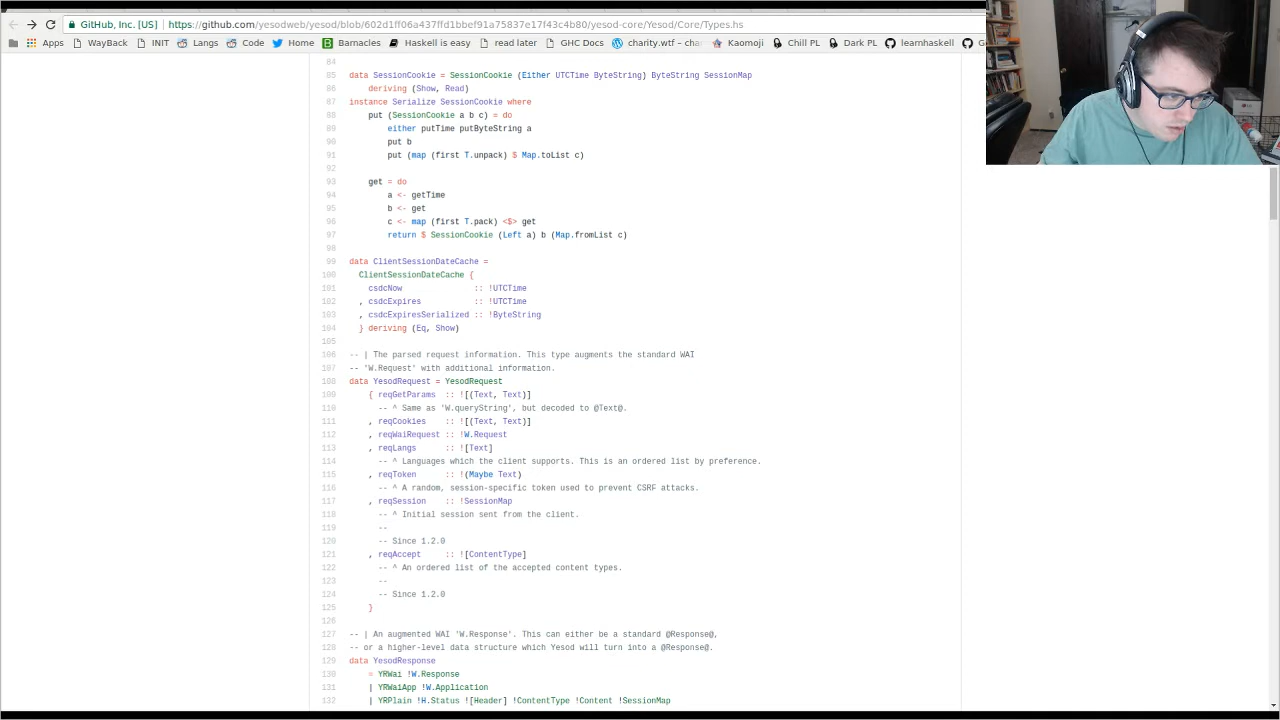 GitHub, Inc. [US] https://github.com/yesodweb/yesod/blob/602d1ff06a437ffd1bbef91a75837e17f43c4b80/yesod-core/Yesod/Core/Types.hs
Apps WayBack INIT Langs Code Home Barnacles Haskell is easy read later GHC Docs charity.wtf – cha Kaomoji Chill PL Dark PL learnhaskell
84
85 data SessionCookie = SessionCookie (Either UTCTime ByteString) ByteString SessionMap
86 deriving (Show, Read)
87 instance Serialize SessionCookie where
88 put (SessionCookie a b c) = do
89 either putTime putByteString a
90 put b
91 put (map (first T.unpack) $ Map.toList c)
92
93 get = do
94 a <- getTime
95 b <- get
96 c <- map (first T.pack) <$> get
97 return $ SessionCookie (Left a) b (Map.fromList c)
98
99 data ClientSessionDateCache =
100 ClientSessionDateCache {
101 csdcNow :: !UTCTime
102 , csdcExpires :: !UTCTime
103 , csdcExpiresSerialized :: !ByteString
104 } deriving (Eq, Show)
105
106 -- | The parsed request information. This type augments the standard WAI
107 -- 'W.Request' with additional information.
108 data YesodRequest = YesodRequest
109 { reqGetParams :: ![(Text, Text)]
110 -- ^ Same as 'W.queryString', but decoded to @Text@.
111 , reqCookies :: ![(Text, Text)]
112 , reqWaiRequest :: !W.Request
113 , reqLangs :: ![Text]
114 -- ^ Languages which the client supports. This is an ordered list by preference.
115 , reqToken :: !(Maybe Text)
116 -- ^ A random, session-specific token used to prevent CSRF attacks.
117 , reqSession :: !SessionMap
118 -- ^ Initial session sent from the client.
119 --
120 -- Since 1.2.0
121 , reqAccept :: ![ContentType]
122 -- ^ An ordered list of the accepted content types.
123 --
124 -- Since 1.2.0
125 }
126
127 -- | An augmented WAI 'W.Response'. This can either be a standard @Response@,
128 -- or a higher-level data structure which Yesod will turn into a @Response@.
129 data YesodResponse
130 = YRWai !W.Response
131 | YRWaiApp !W.Application
132 | YRPlain !H.Status ![Header] !ContentType !Content !SessionMap